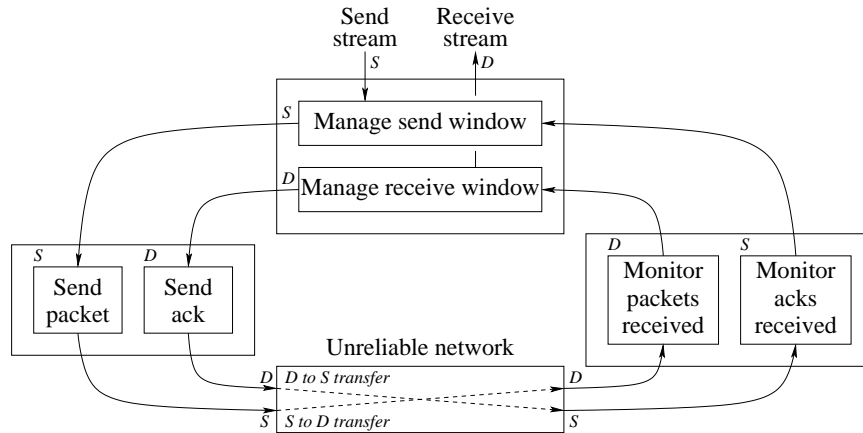 Send
stream
Receive
stream
S
D
S
Manage send window
D
Manage receive window
S
D
D
S
Send
packet
Send
ack
Monitor
packets
received
Monitor
acks
received
Unreliable network
D
D to S transfer
D
S
S to D transfer
S